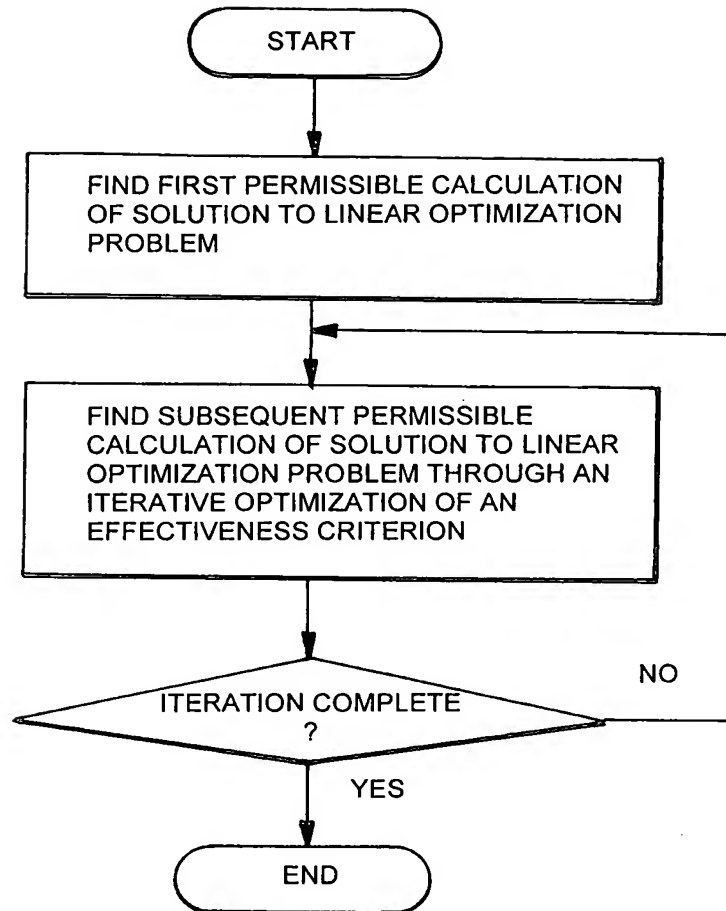 START
FIND FIRST PERMISSIBLE CALCULATION
OF SOLUTION TO LINEAR OPTIMIZATION
PROBLEM
FIND SUBSEQUENT PERMISSIBLE
CALCULATION OF SOLUTION TO LINEAR
OPTIMIZATION PROBLEM THROUGH AN
ITERATIVE OPTIMIZATION OF AN
EFFECTIVENESS CRITERION
ITERATION COMPLETE
?
NO
YES
END